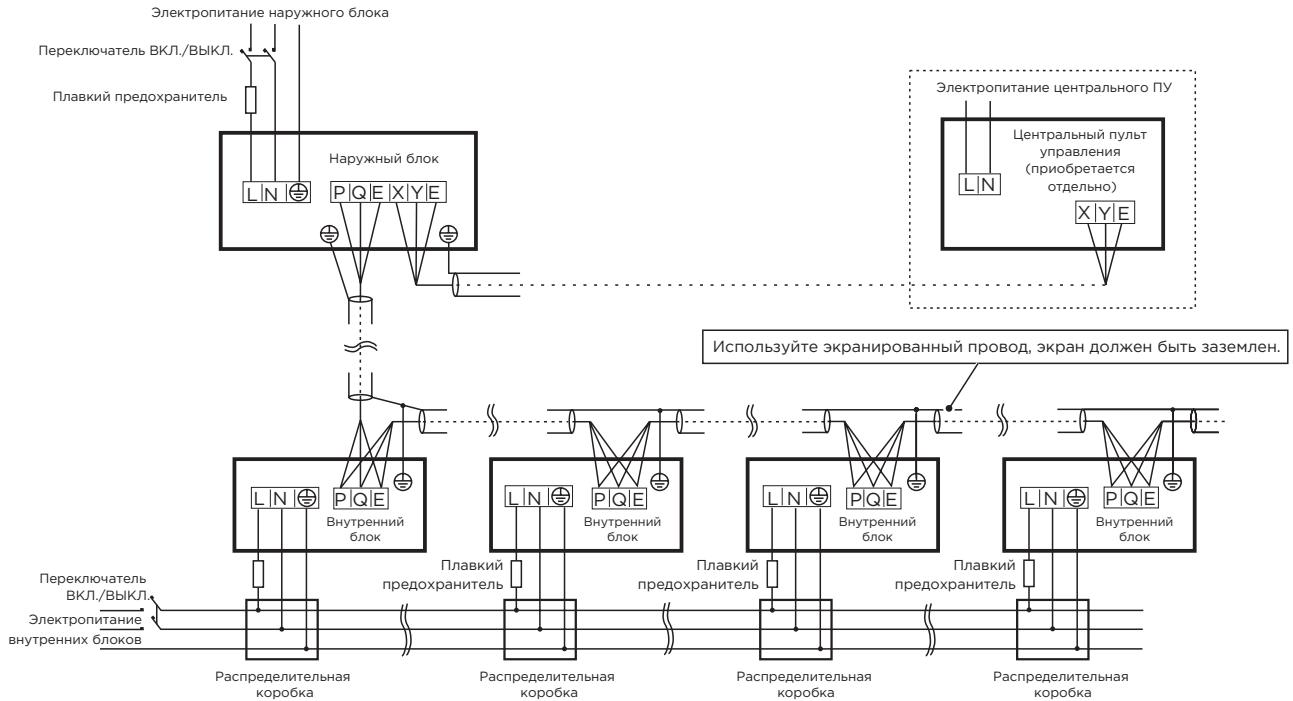 Электропитание наружного блока
Переключатель ВКЛ./ВЫКЛ.
Плавкий предохранитель
Наружный блок
L N
P Q E X Y E
Электропитание центрального ПУ
Центральный пульт
управления
(приобретается
отдельно)
L N
X Y E
Используйте экранированный провод, экран должен быть заземлен.
L N
P Q E
Внутренний
блок
L N
P Q E
Внутренний
блок
L N
P Q E
Внутренний
блок
L N
P Q E
Внутренний
блок
Плавкий
предохранитель
Плавкий
предохранитель
Плавкий
предохранитель
Переключатель
ВКЛ./ВЫКЛ.
Электропитание
внутренних блоков
Распределительная
коробка
Распределительная
коробка
Распределительная
коробка
Распределительная
коробка